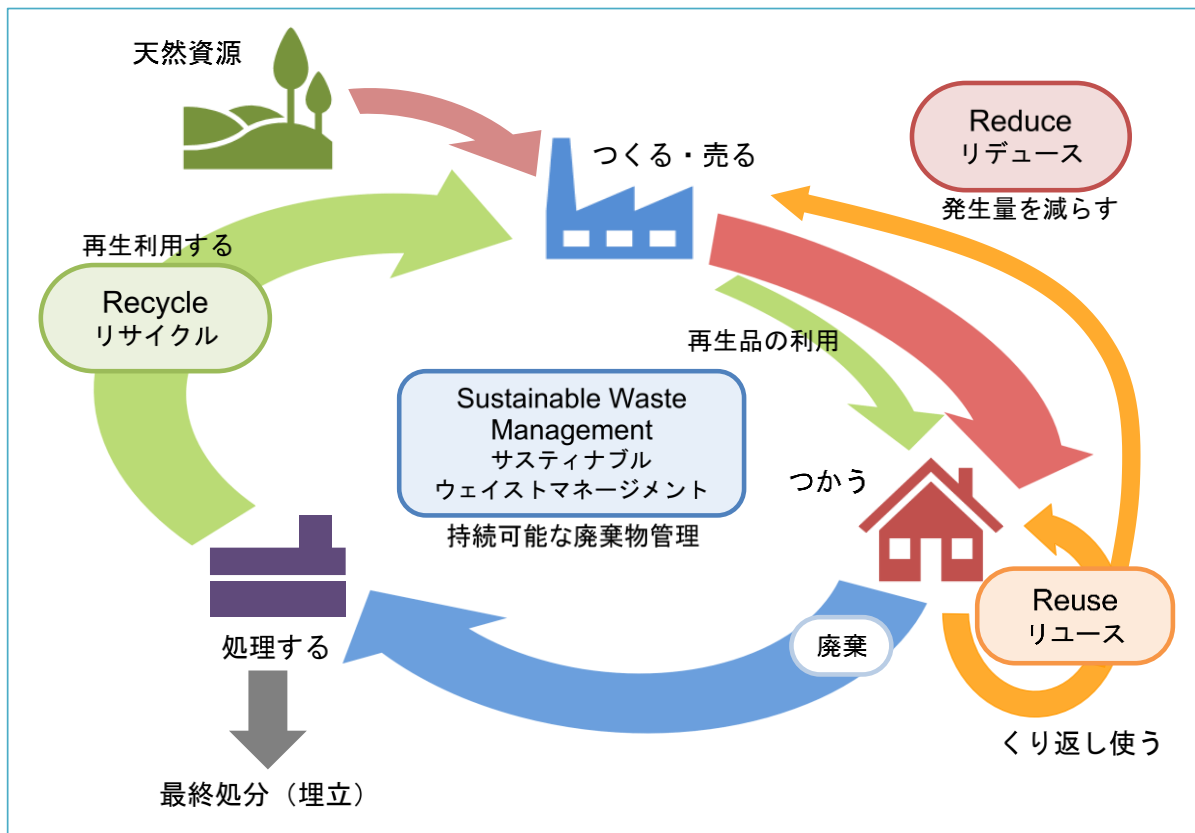 天然資源
つくる・売る
Reduce
リデュース
発生量を減らす
再生利用する
Recycle
リサイクル
再生品の利用
Sustainable Waste
Management
サスティナブル
ウェイストマネージメント
持続可能な廃棄物管理
つかう
Reuse
リユース
廃棄
処理する
くり返し使う
最終処分（埋立）